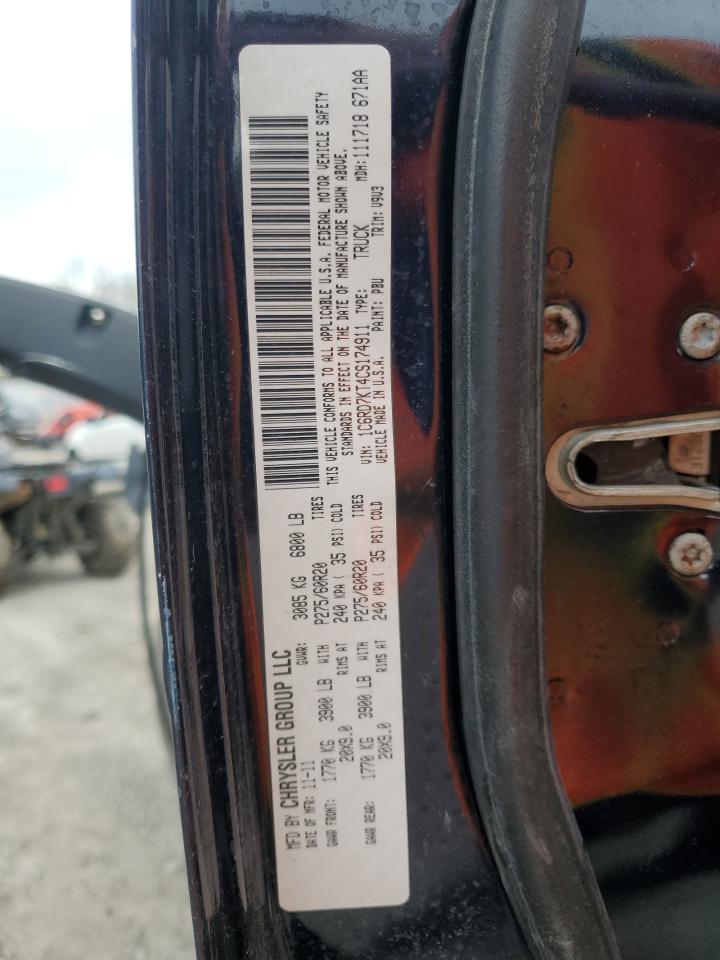 MFD BY CHRYSLER GROUP LLC
DATE OF MFR: 11-11 GVWR: 3085 KG 6800 LB
GAWR FRONT: 1770 KG 3900 LB WITH P275/60R20 TIRES
20X9.0 RIMS AT 240 KPA ( 35 PSI) COLD
GAWR REAR: 1770 KG 3900 LB WITH P275/60R20 TIRES
20X9.0 RIMS AT 240 KPA ( 35 PSI) COLD
THIS VEHICLE CONFORMS TO ALL APPLICABLE U.S.A. FEDERAL MOTOR VEHICLE SAFETY
STANDARDS IN EFFECT ON THE DATE OF MANUFACTURE SHOWN ABOVE.
VIN: 1C6RD7KT4CS174911 TYPE: TRUCK MDH:111718 671AA
VEHICLE MADE IN U.S.A. PAINT: PBU TRIM: V9V3